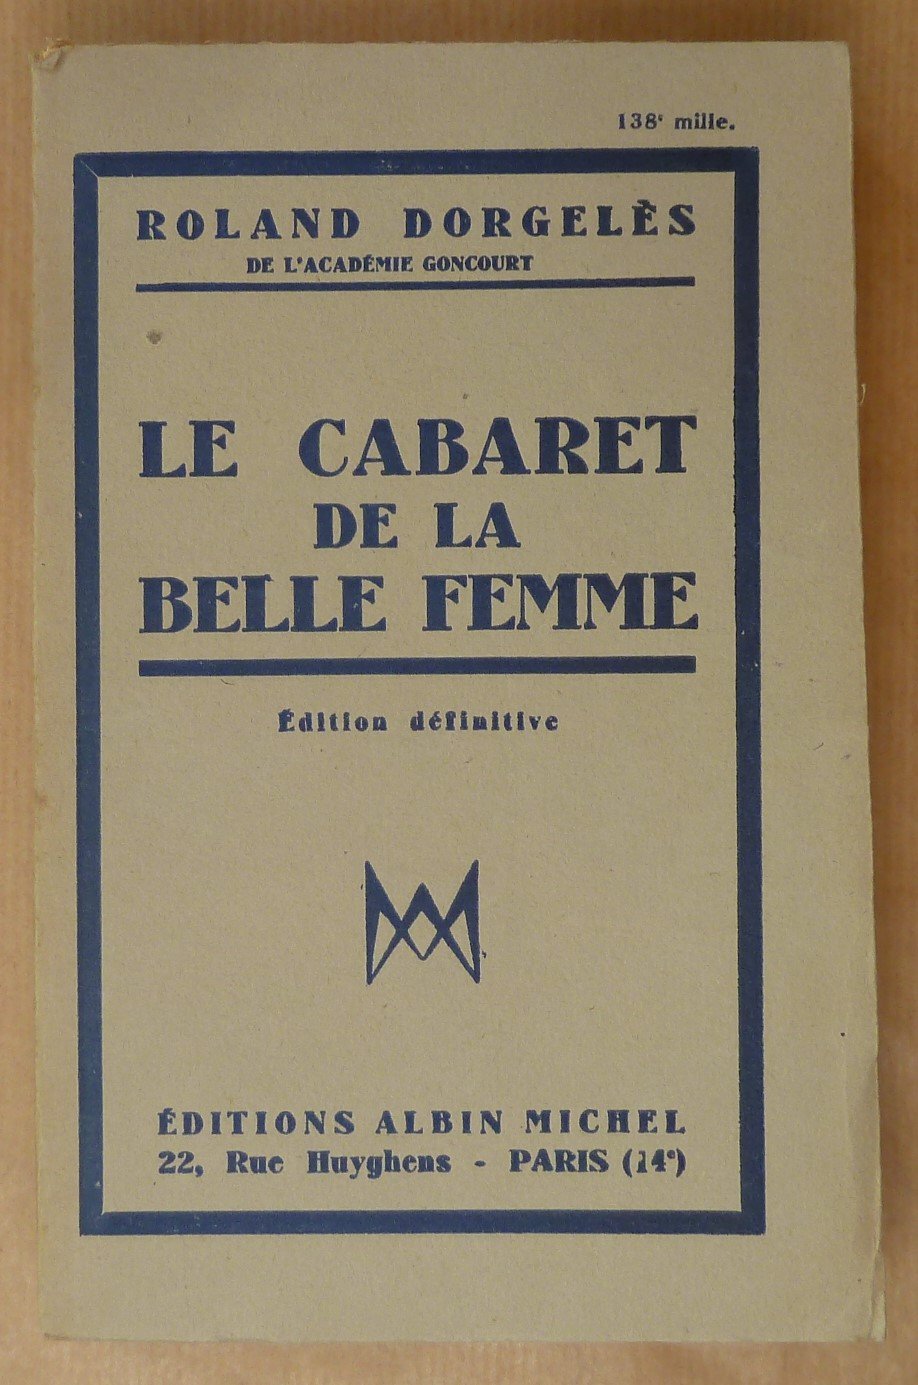 138e mille.
ROLAND DORGELÈS
DE L'ACADÉMIE GONCOURT
LE CABARET
DE LA
BELLE FEMME
Édition définitive
ÉDITIONS ALBIN MICHEL
22, Rue Huyghens - PARIS (14e)